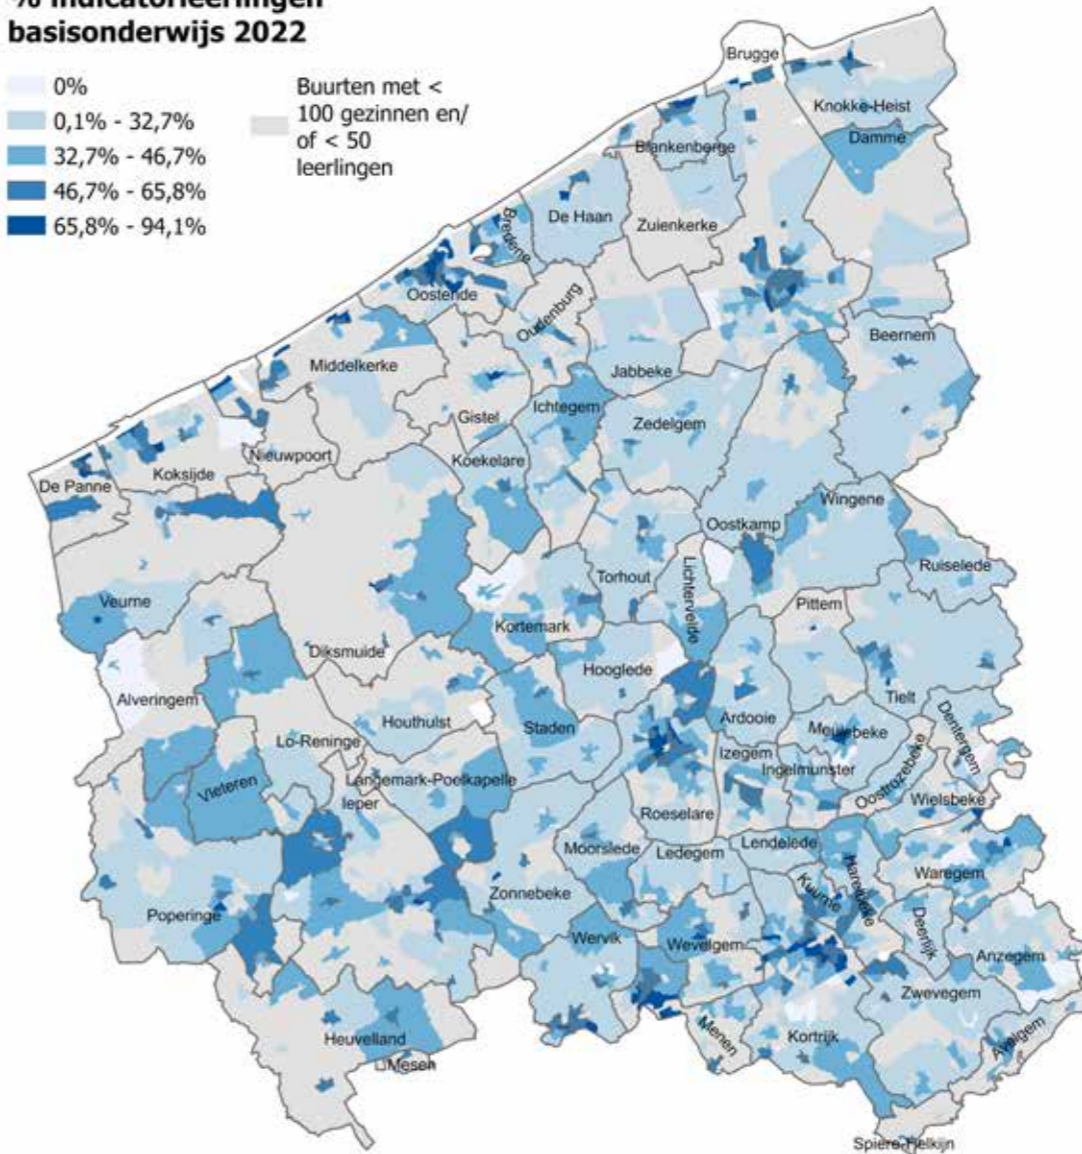 % indicatorleerlingen
basisonderwijs 2022
0%
0,1% - 32,7%
32,7% - 46,7%
46,7% - 65,8%
65,8% - 94,1%
Buurten met <
100 gezinnen en/
of < 50
leerlingen
Brugge
Knokke-Heist
Damme
Blankenberge
De Haan
Zuienkerke
Bredene
Oostende
Oudenburg
Beernem
Middelkerke
Jabbeke
Ichtegem
Gistel
Zedelgem
Nieuwpoort
Koekelare
Koksijde
De Panne
Wingene
Oostkamp
Ruiselede
Torhout
Lichtervelde
Veurne
Pittem
Kortemark
Diksmuide
Hooglede
Alveringem
Tielt
Houthulst
Ardooie
Staden
Meulebeke
Dentergem
Lo-Reninge
Izegem
Ingelmunster
Oostrozebeke
Langemark-Poelkapelle
Vleteren
Ieper
Wielsbeke
Roeselare
Lendelede
Moorslede
Ledegem
Harelbeke
Waregem
Kuurne
Zonnebeke
Poperinge
Deerlijk
Wervik
Wevelgem
Anzegem
Zwevegem
Heuvelland
Menen
Kortrijk
Avelgem
Mesen
Spiere-Helkijn